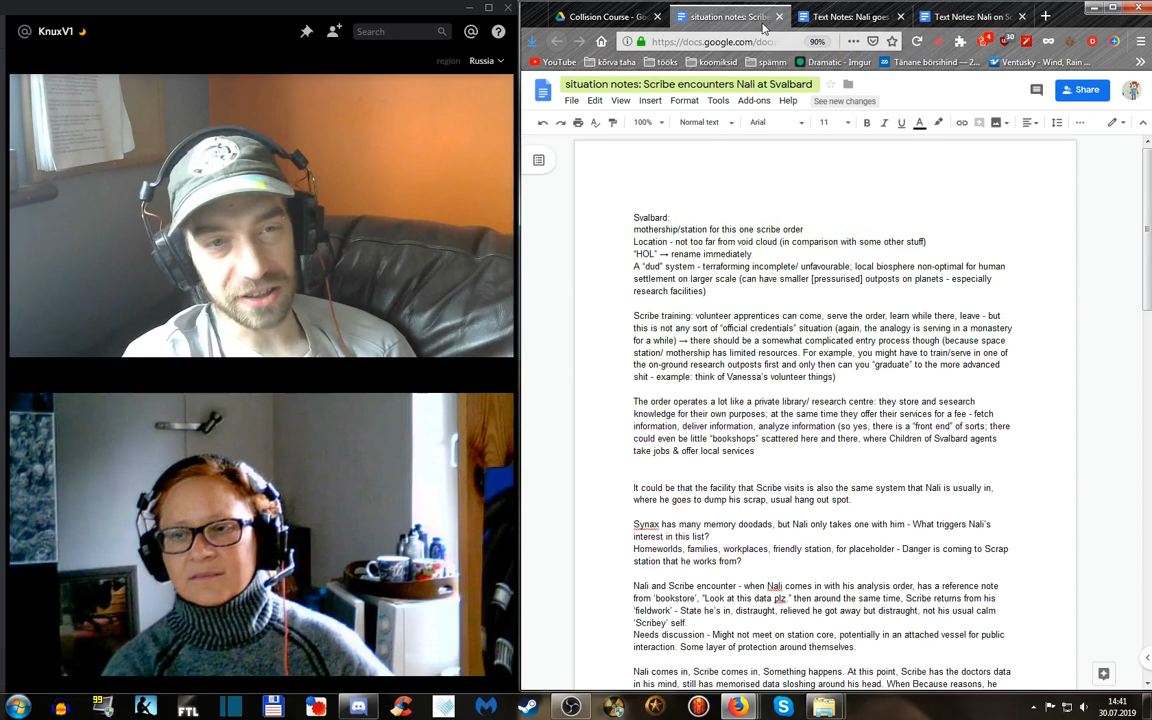 KnuxV1
Search
region Russia
Collision Course - Goo
situation notes: Scribe
Text Notes: Nali goes
Text Notes: Nali on S
https://docs.google.com/docu
90%
YouTube
kõrva taha
tööks
koomiksid
spämm
Dramatic - Imgur
Tänane börsihind — 2...
Ventusky - Wind, Rain ...
situation notes: Scribe encounters Nali at Svalbard
File Edit View Insert Format Tools Add-ons Help See new changes
Share
100% Normal text Arial 11
Svalbard:
mothership/station for this one scribe order
Location - not too far from void cloud (in comparison with some other stuff)
"HOL" → rename immediately
A "dud" system - terraforming incomplete/ unfavourable; local biosphere non-optimal for human
settlement on larger scale (can have smaller [pressurised] outposts on planets - especially
research facilities)
Scribe training: volunteer apprentices can come, serve the order, learn while there, leave - but
this is not any sort of "official credentials" situation (again, the analogy is serving in a monastery
for a while) → there should be a somewhat complicated entry process though (because space
station/ mothership has limited resources. For example, you might have to train/serve in one of
the on-ground research outposts first and only then can you "graduate" to the more advanced
shit - example: think of Vanessa's volunteer things)
The order operates a lot like a private library/ research centre: they store and sesearch
knowledge for their own purposes; at the same time they offer their services for a fee - fetch
information, deliver information, analyze information (so yes, there is a "front end" of sorts; there
could even be little "bookshops" scattered here and there, where Children of Svalbard agents
take jobs & offer local services
It could be that the facility that Scribe visits is also the same system that Nali is usually in,
where he goes to dump his scrap, usual hang out spot.
Synax has many memory doodads, but Nali only takes one with him - What triggers Nali's
interest in this list?
Homeworlds, families, workplaces, friendly station, for placeholder - Danger is coming to Scrap
station that he works from?
Nali and Scribe encounter - when Nali comes in with his analysis order, has a reference note
from 'bookstore', "Look at this data plz." then around the same time, Scribe returns from his
'fieldwork' - State he's in, distraught, relieved he got away but distraught, not his usual calm
'Scribey' self.
Needs discussion - Might not meet on station core, potentially in an attached vessel for public
interaction. Some layer of protection around themselves.
Nali comes in, Scribe comes in, Something happens. At this point, Scribe has the doctors data
in his mind, still has memorised data sloshing around his head. When Because reasons, he
FTL
14:41
30.07.2019